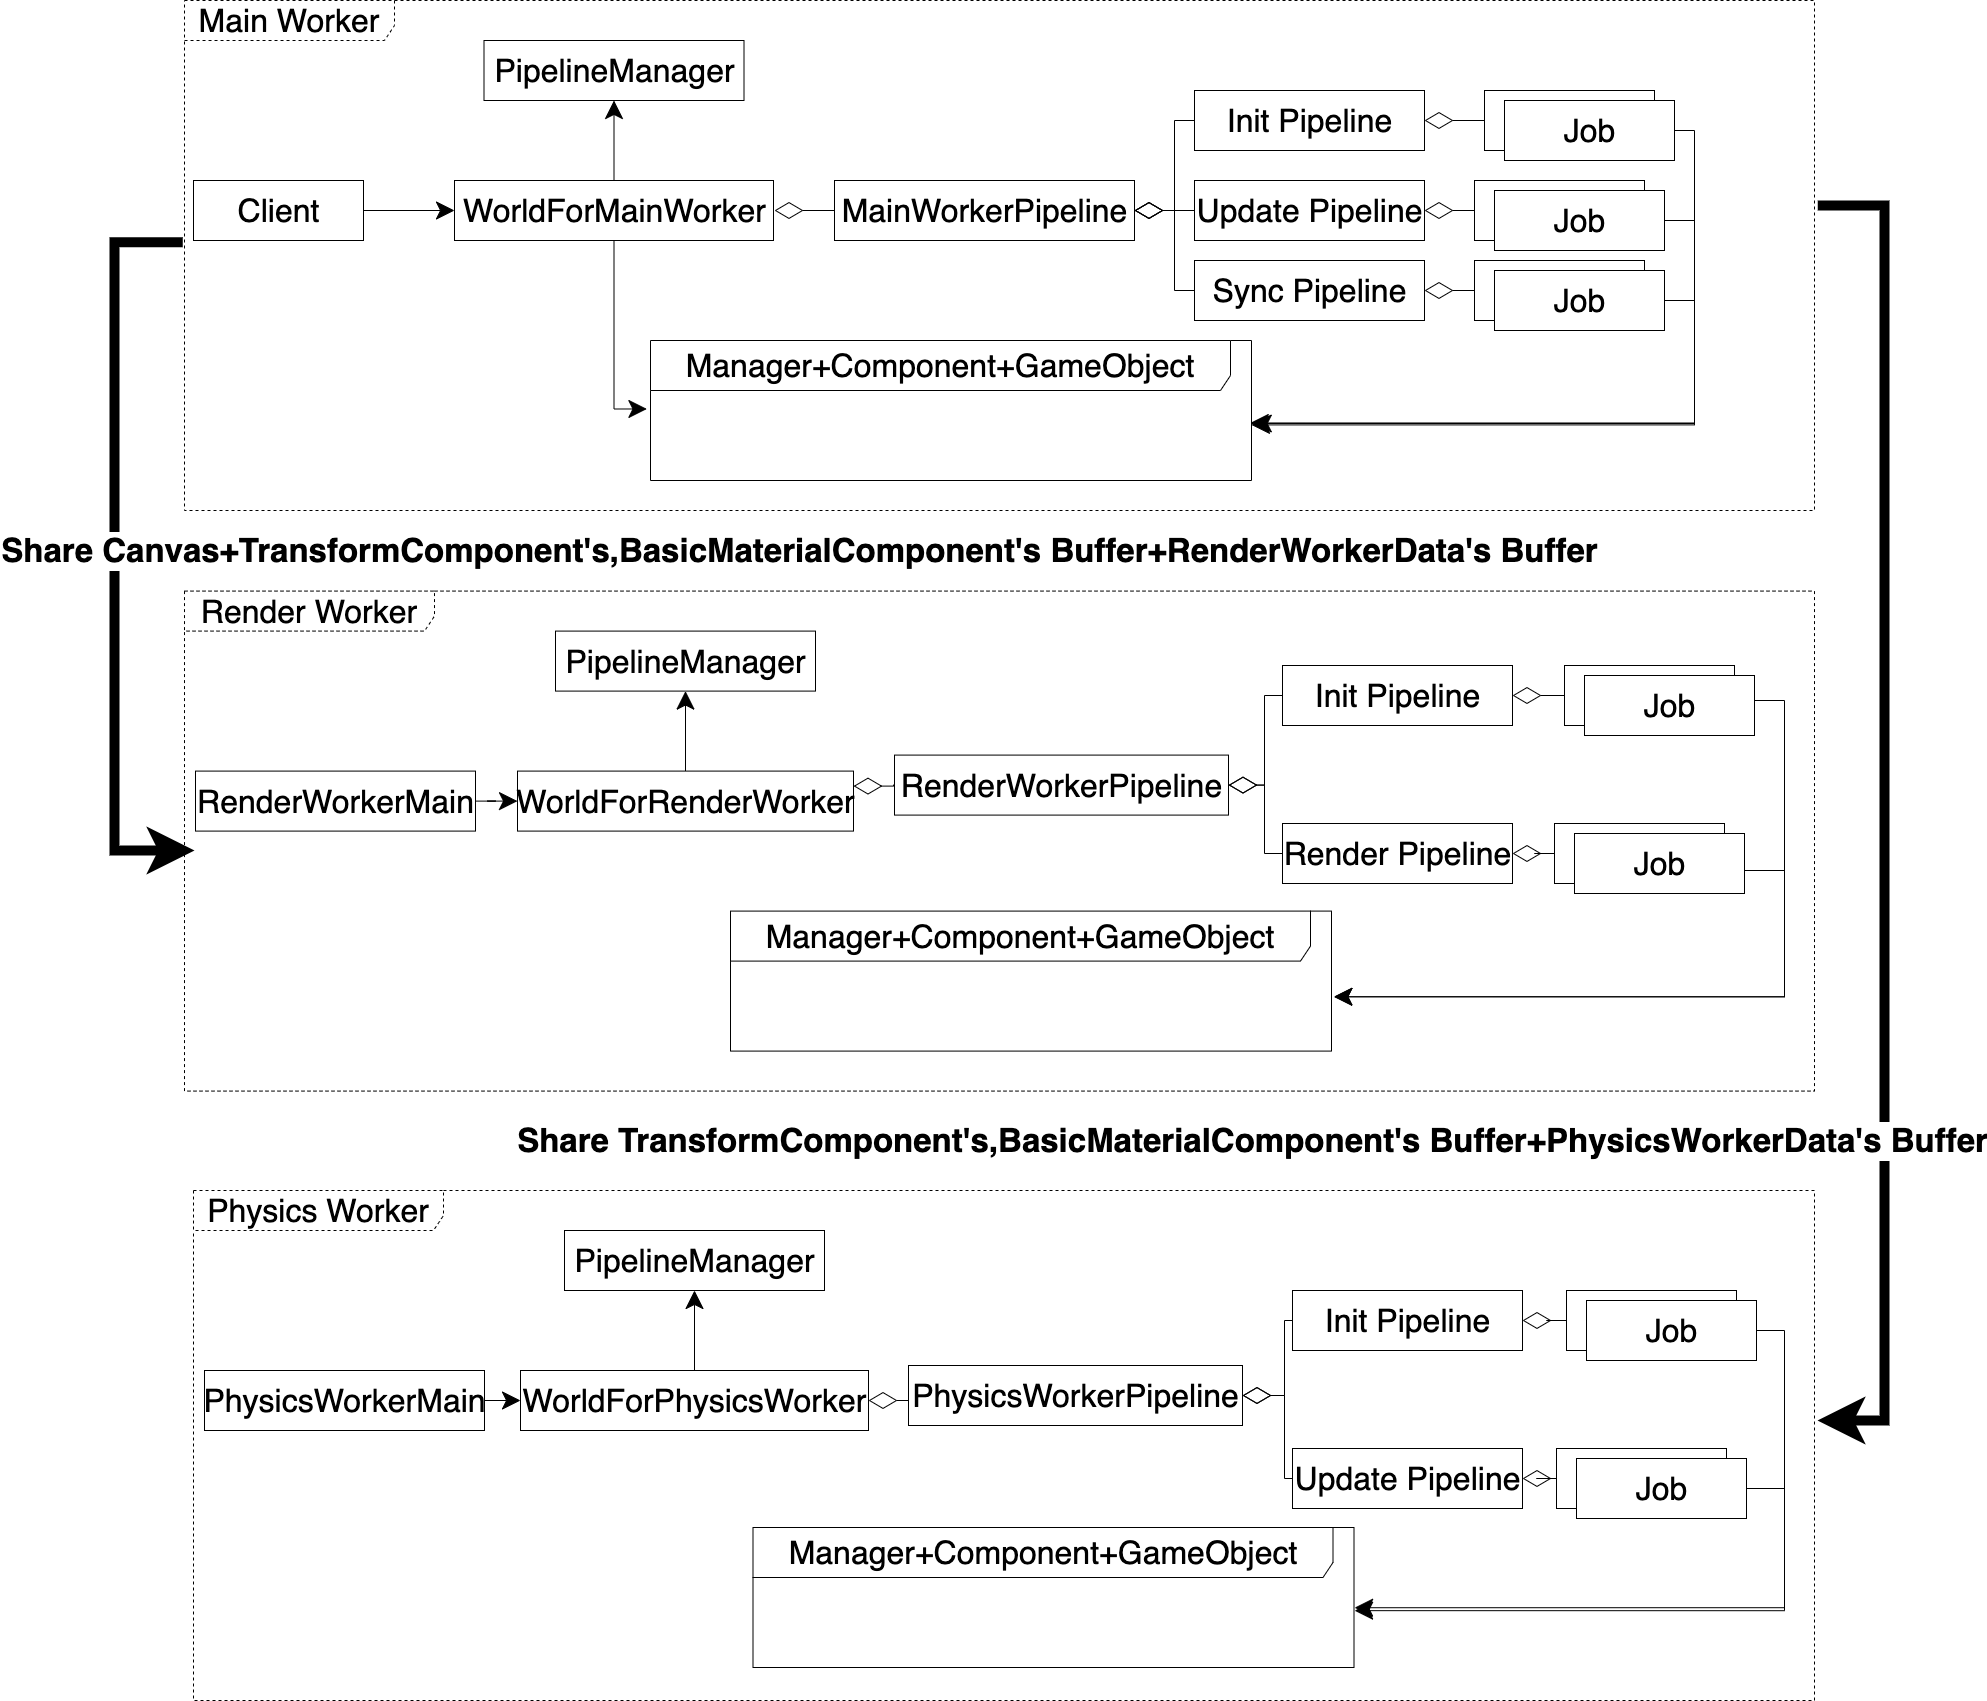 Main Worker
PipelineManager
Init Pipeline
Job
Client
WorldForMainWorker
MainWorkerPipeline
Update Pipeline
Job
Sync Pipeline
Job
Manager+Component+GameObject
Share Canvas+TransformComponent's,BasicMaterialComponent's Buffer+RenderWorkerData's Buffer
Render Worker
PipelineManager
Init Pipeline
Job
RenderWorkerMain
WorldForRenderWorker
RenderWorkerPipeline
Render Pipeline
Job
Manager+Component+GameObject
Share TransformComponent's,BasicMaterialComponent's Buffer+PhysicsWorkerData's Buffer
Physics Worker
PipelineManager
Init Pipeline
Job
PhysicsWorkerMain
WorldForPhysicsWorker
PhysicsWorkerPipeline
Update Pipeline
Job
Manager+Component+GameObject